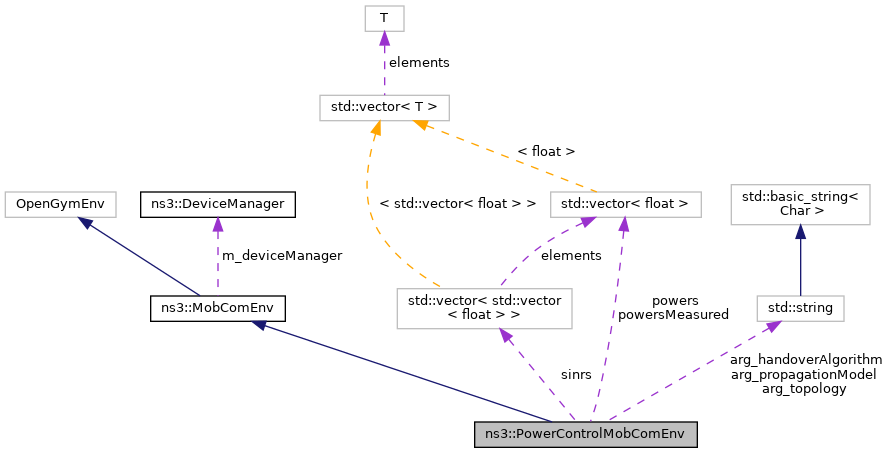 T
elements
std::vector< T >
< float >
OpenGymEnv
ns3::DeviceManager
< std::vector< float > >
std::vector< float >
std::basic_string<
Char >
m_deviceManager
elements
ns3::MobComEnv
std::vector< std::vector
< float > >
powers
powersMeasured
std::string
sinrs
arg_handoverAlgorithm
arg_propagationModel
arg_topology
ns3::PowerControlMobComEnv